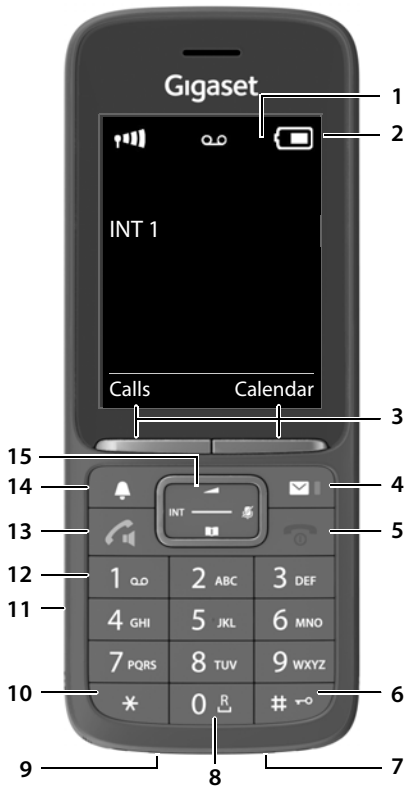 Gigaset
1
2
INT 1
Calls Calendar
3
15
14
4
INT
13
5
12
1 2 ABC 3 DEF
11
4 GHI 5 JKL 6 MNO
7 PQRS 8 TUV 9 WXYZ
10
* 0 R #
6
9
8
7